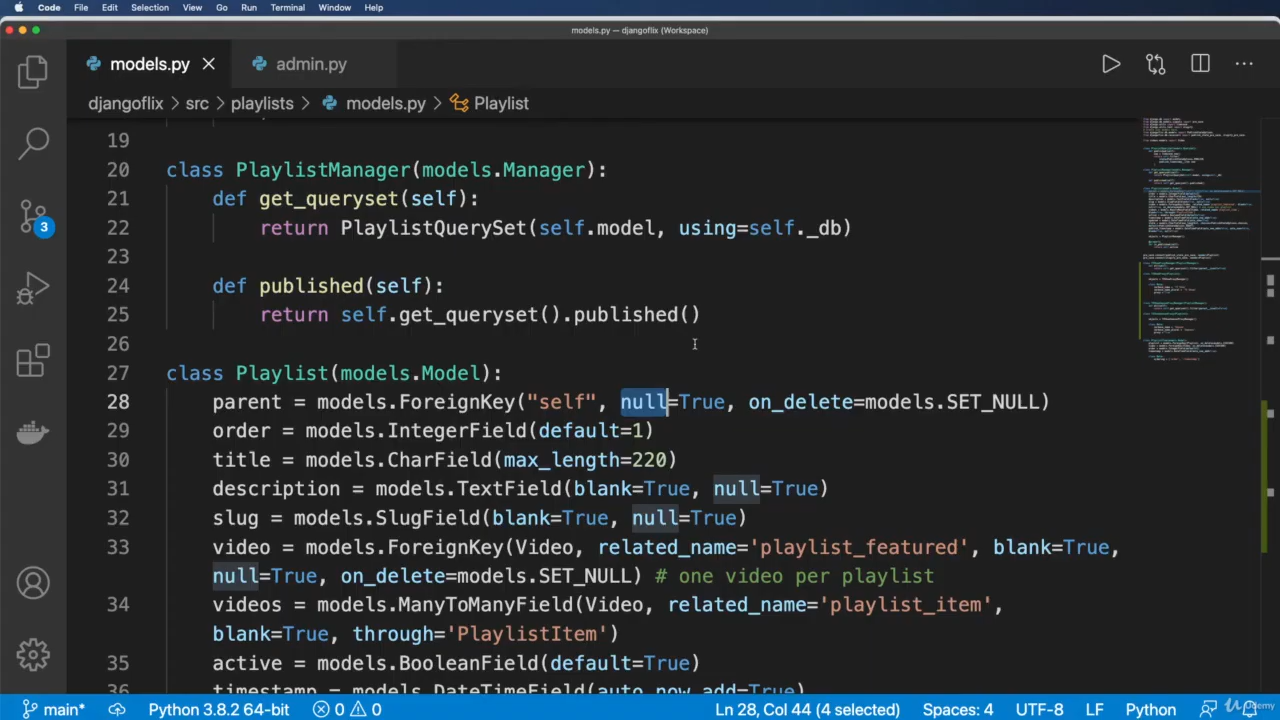 Code File Edit Selection View Go Run Terminal Window Help
models.py — djangoflix (Workspace)
models.py admin.py
djangoflix > src > playlists > models.py > Playlist
19
20 class PlaylistManager(models.Manager):
21 def get_queryset(self):
22 return PlaylistQuerySet(self.model, using=self._db)
23
24 def published(self):
25 return self.get_queryset().published()
26
27 class Playlist(models.Model):
28 parent = models.ForeignKey("self", null=True, on_delete=models.SET_NULL)
29 order = models.IntegerField(default=1)
30 title = models.CharField(max_length=220)
31 description = models.TextField(blank=True, null=True)
32 slug = models.SlugField(blank=True, null=True)
33 video = models.ForeignKey(Video, related_name='playlist_featured', blank=True,
null=True, on_delete=models.SET_NULL) # one video per playlist
34 videos = models.ManyToManyField(Video, related_name='playlist_item',
blank=True, through='PlaylistItem')
35 active = models.BooleanField(default=True)
36 timestamp = models.DateTimeField(auto_now_add=True)
3
main* Python 3.8.2 64-bit 0 0 Ln 28, Col 44 (4 selected) Spaces: 4 UTF-8 LF Python
Udemy